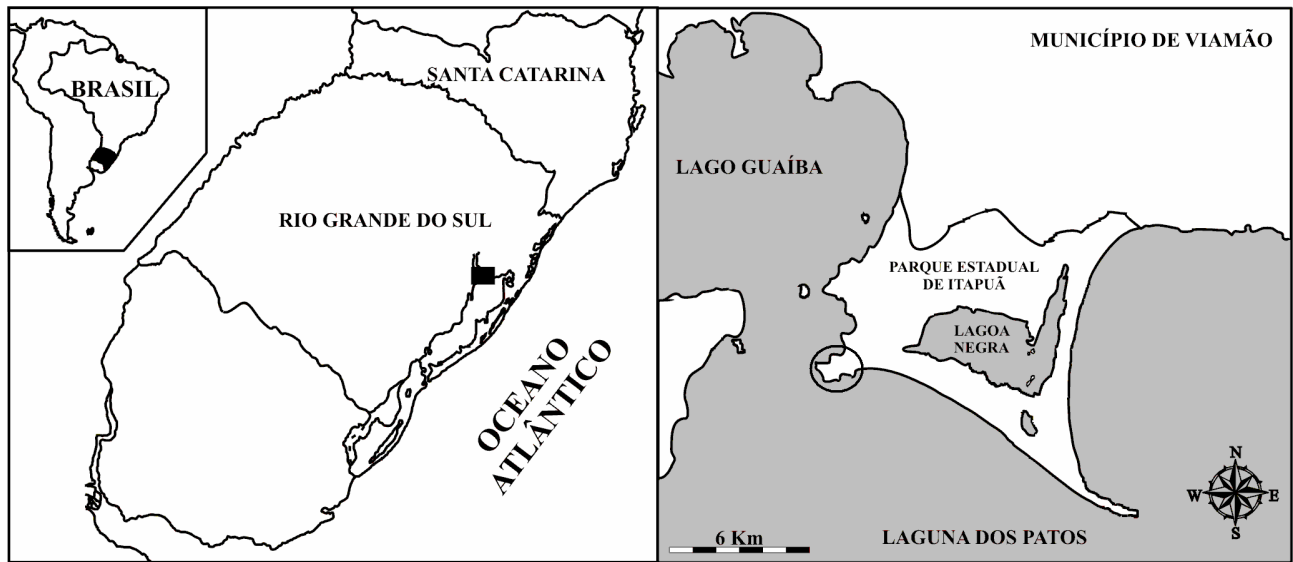 BRASIL
SANTA CATARINA
RIO GRANDE DO SUL
OCEANO
ATLÂNTICO
MUNICÍPIO DE VIAMÃO
LAGO GUAÍBA
PARQUE ESTADUAL
DE ITAPUÃ
LAGOA
NEGRA
N
W E
S
6 Km
LAGUNA DOS PATOS